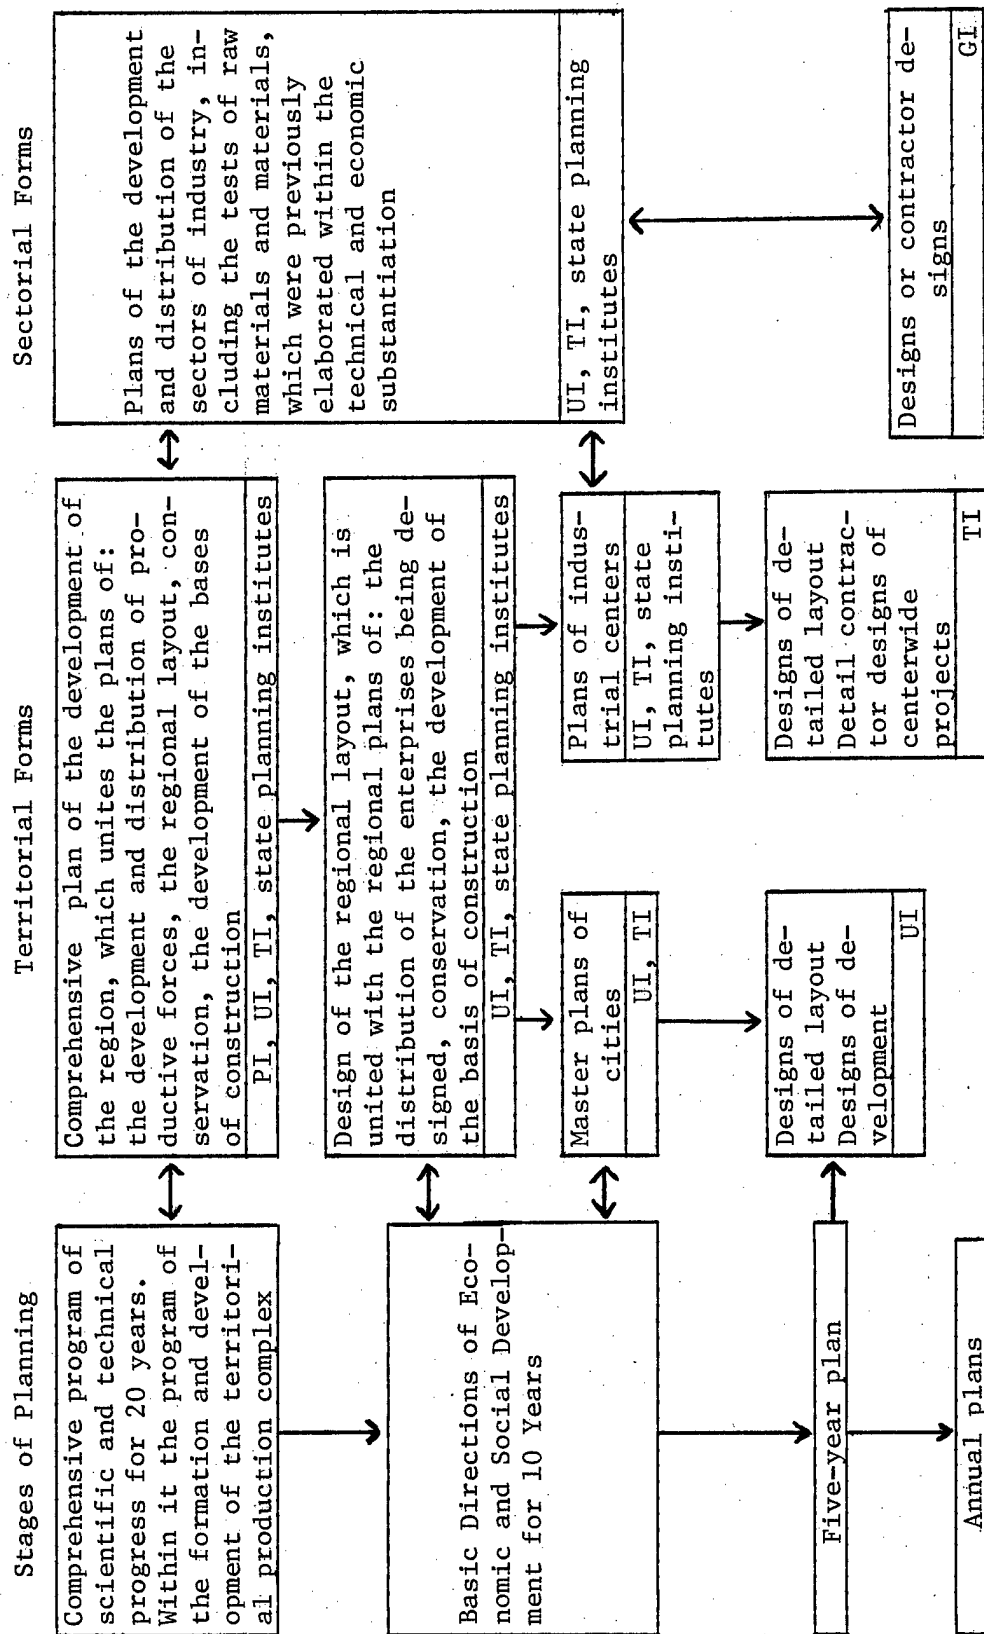 Stages of Planning
Comprehensive program of
scientific and technical
progress for 20 years.
Within it the program of
the formation and devel-
opment of the territori-
al production complex
Basic Directions of Eco-
nomic and Social Develop-
ment for 10 Years
Five-year plan
Annual plans
Territorial Forms
Comprehensive plan of the development of
the region, which unites the plans of:
the development and distribution of pro-
ductive forces, the regional layout, con-
servation, the development of the bases
of construction
PI, UI, TI, state planning institutes
Design of the regional layout, which is
united with the regional plans of: the
distribution of the enterprises being de-
signed, conservation, the development of
the basis of construction
UI, TI, state planning institutes
Master plans of
cities
UI, TI
Designs of de-
tailed layout
Designs of de-
velopment
UI
Plans of indus-
trial centers
UI, TI, state
planning insti-
tutes
Designs of de-
tailed layout
Detail contrac-
tor designs of
centerwide
projects
TI
Sectorial Forms
Plans of the development
and distribution of the
sectors of industry, in-
cluding the tests of raw
materials and materials,
which were previously
elaborated within the
technical and economic
substantiation
UI, TI, state planning
institutes
Designs or contractor de-
signs
GI